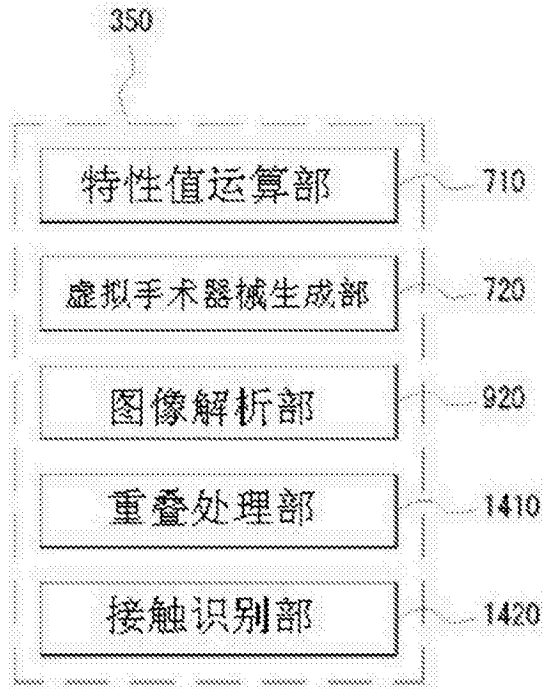 350
特性值运算部 710
虚拟手术器械生成部 720
图像解析部 920
重叠处理部 1410
接触识别部 1420